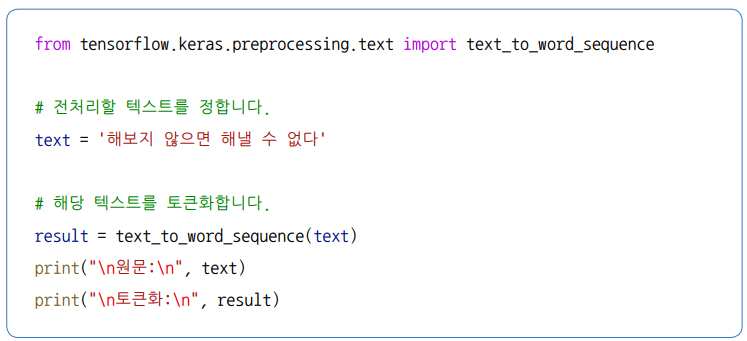 from tensorflow.keras.preprocessing.text import text_to_word_sequence
# 전처리할 텍스트를 정합니다.
text = '해보지 않으면 해낼 수 없다'
# 해당 텍스트를 토큰화합니다.
result = text_to_word_sequence(text)
print("\n원문:\n", text)
print("\n토큰화:\n", result)